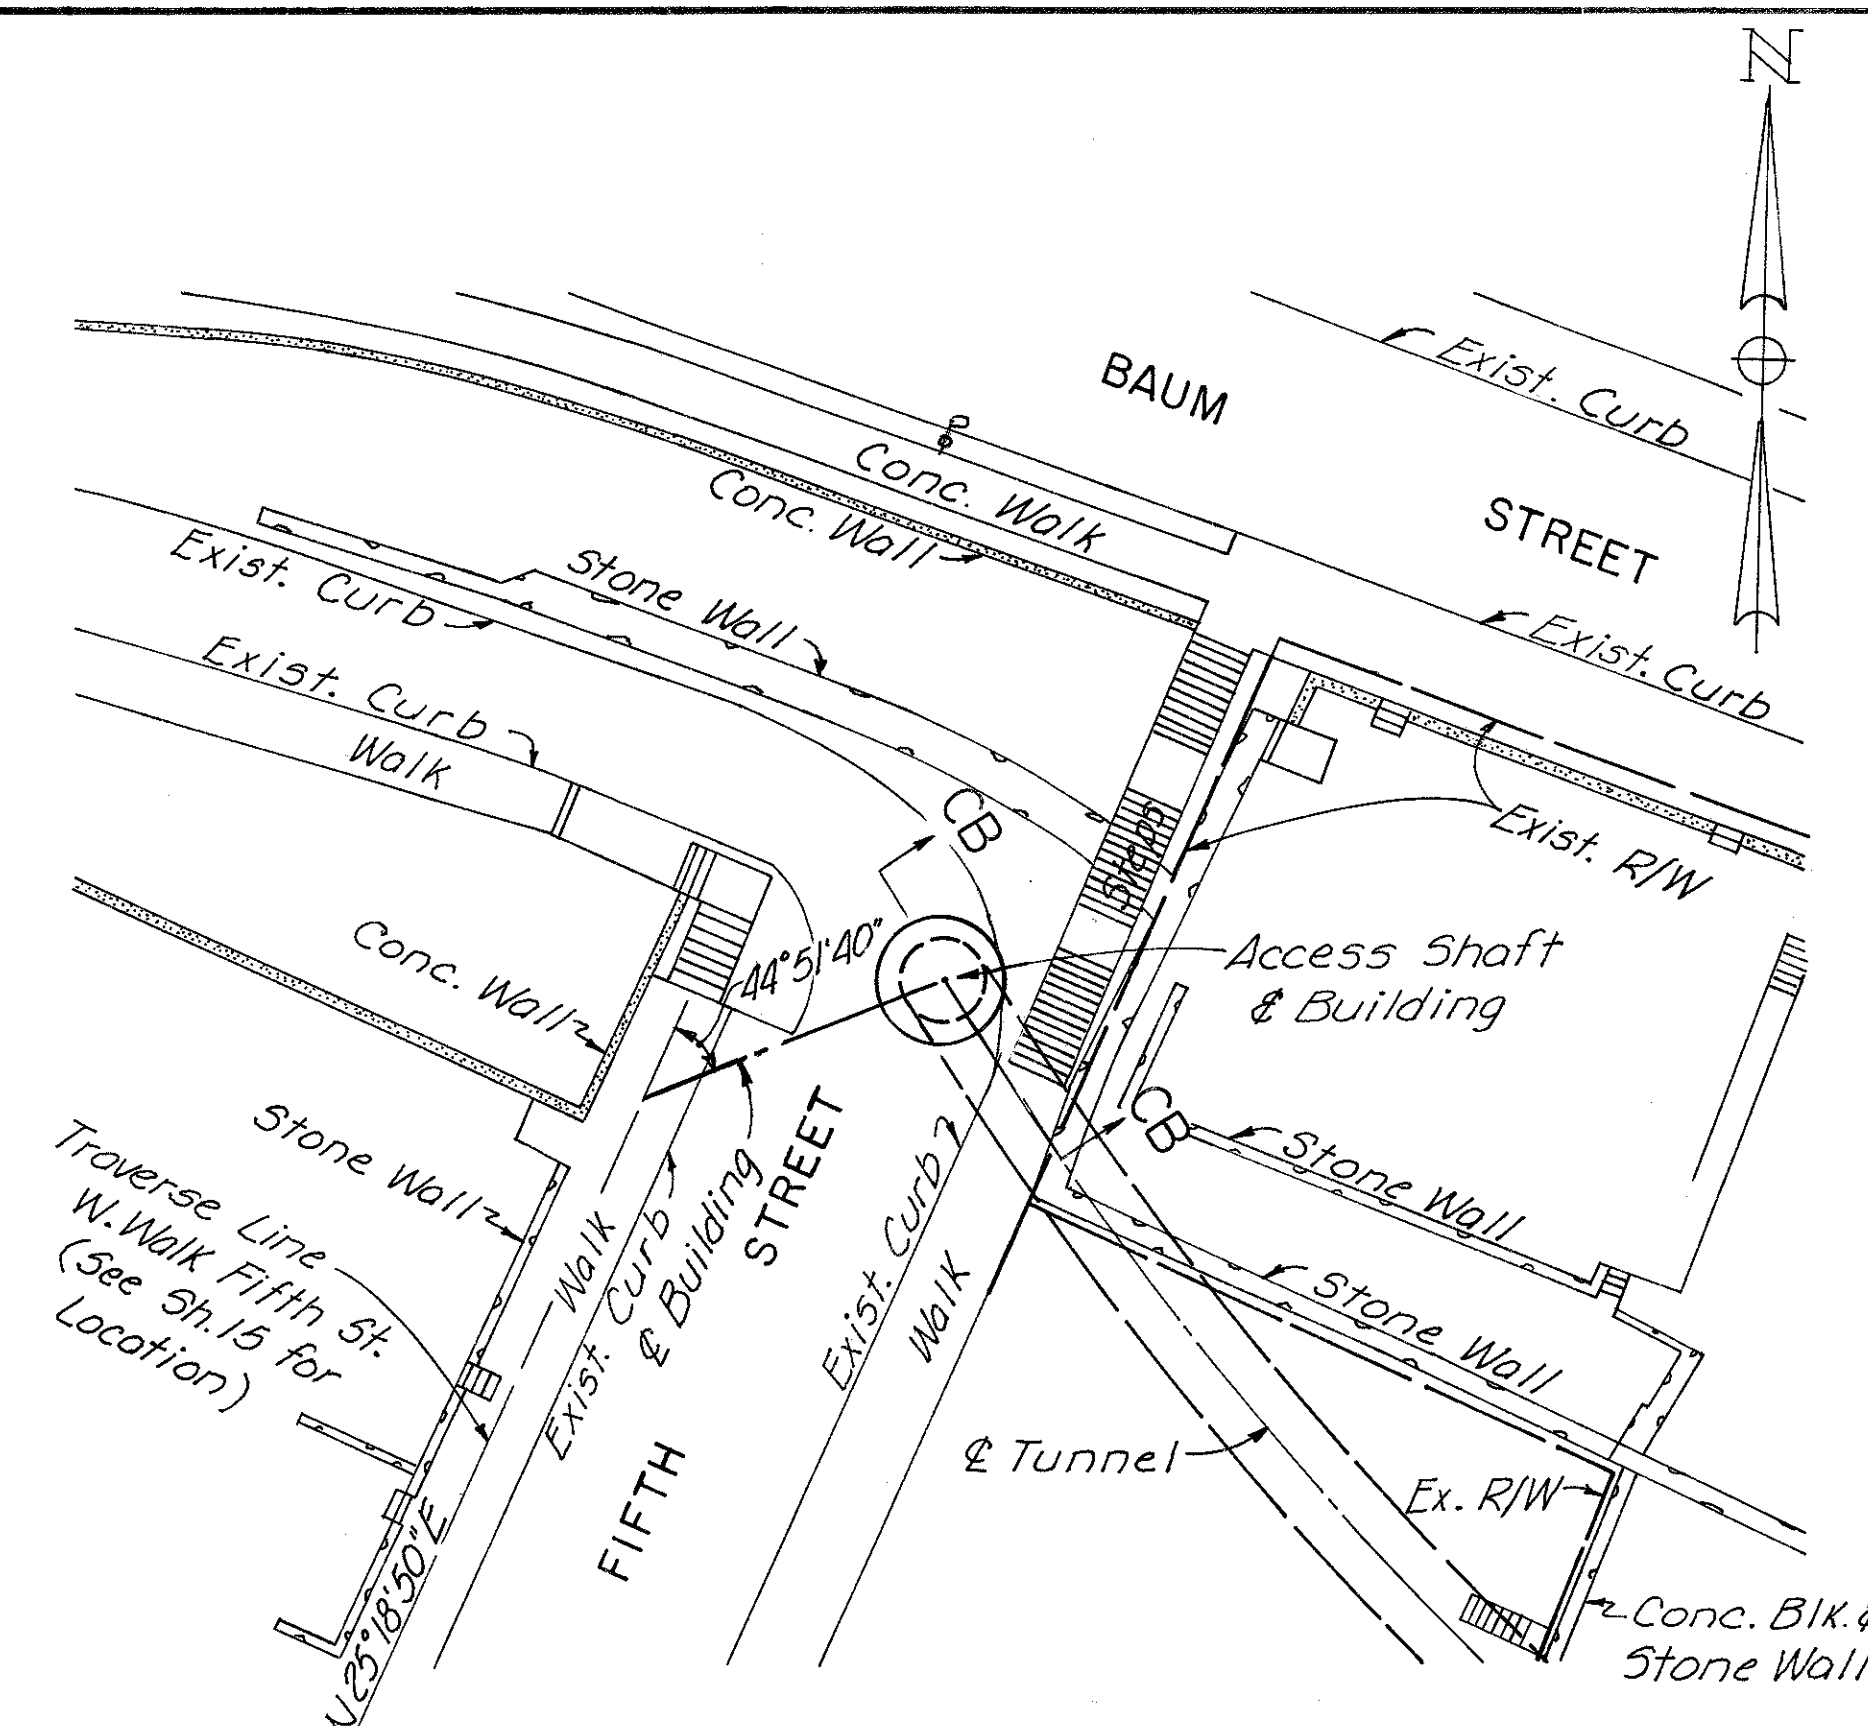 N
BAUM
STREET
Exist. Curb
Conc. Walk
Conc. Wall
Stone Wall
Exist. Curb
Exist. Curb
Walk
Exist. Curb
CB
Steps
Exist. R/W
44°51'40"
Access Shaft
℄ Building
Conc. Wall
Stone Wall
CB
Stone Wall
Traverse Line
W. Walk Fifth St.
(See Sh. 15 for
Location)
Walk
Exist. Curb
℄ Building
STREET
FIFTH
Exist. Curb
Walk
Stone Wall
℄ Tunnel
Ex. R/W
N 25°18'50"E
Conc. Blk. &
Stone Wall